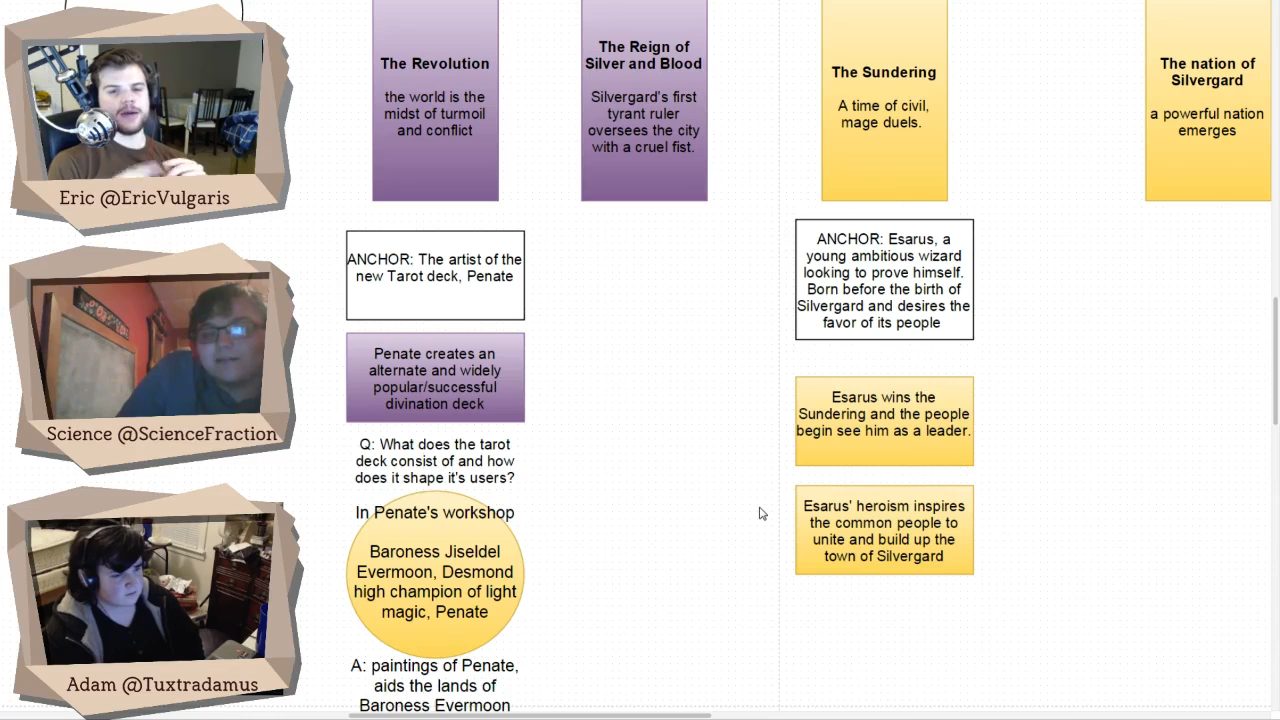 Eric @EricVulgaris
Science @ScienceFraction
Adam @Tuxtradamus
The Revolution
the world is the
midst of turmoil
and conflict
The Reign of
Silver and Blood
Silvergard's first
tyrant ruler
oversees the city
with a cruel fist.
The Sundering
A time of civil,
mage duels.
The nation of
Silvergard
a powerful nation
emerges
ANCHOR: The artist of the
new Tarot deck, Penate
Penate creates an
alternate and widely
popular/successful
divination deck
Q: What does the tarot
deck consist of and how
does it shape it's users?
In Penate's workshop
Baroness Jiseldel
Evermoon, Desmond
high champion of light
magic, Penate
A: paintings of Penate,
aids the lands of
Baroness Evermoon
ANCHOR: Esarus, a
young ambitious wizard
looking to prove himself.
Born before the birth of
Silvergard and desires the
favor of its people
Esarus wins the
Sundering and the people
begin see him as a leader.
Esarus' heroism inspires
the common people to
unite and build up the
town of Silvergard